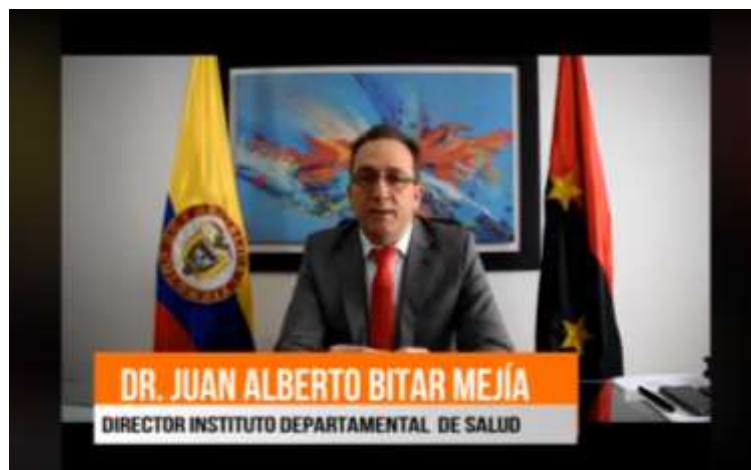 DR. JUAN ALBERTO BITAR MEJÍA
DIRECTOR INSTITUTO DEPARTAMENTAL DE SALUD